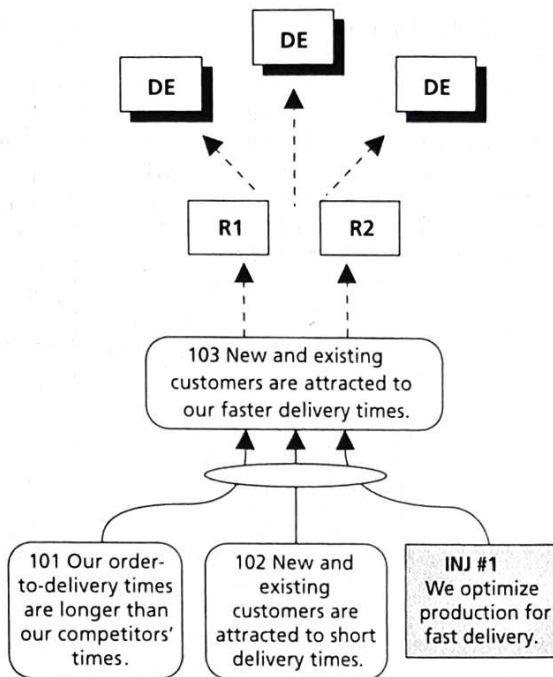 DE
DE
DE
R1
R2
103 New and existing
customers are attracted to
our faster delivery times.
101 Our order-
to-delivery times
are longer than
our competitors'
times.
102 New and
existing
customers are
attracted to short
delivery times.
INJ #1
We optimize
production for
fast delivery.